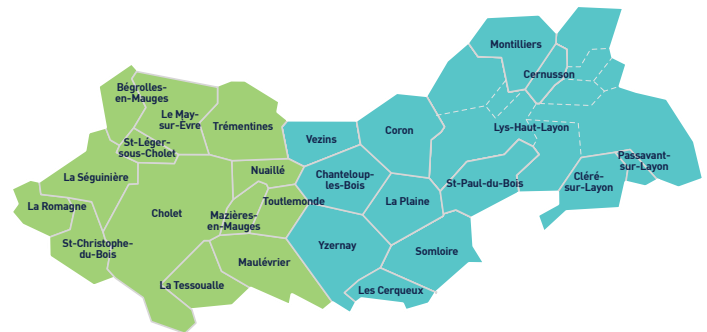 Montilliers
Cernusson
Bégrolles-
en-Mauges
Le May-
sur-Èvre
Trémentines
Vezins
Coron
Lys-Haut-Layon
St-Léger-
sous-Cholet
Passavant-
sur-Layon
La Séguinière
Nuaillé
Chanteloup-
les-Bois
St-Paul-du-Bois
Cléré-
sur-Layon
La Romagne
Cholet
Mazières-
en-Mauges
Toutlemonde
La Plaine
St-Christophe-
du-Bois
Yzernay
Somloire
Maulévrier
La Tessoualle
Les Cerqueux